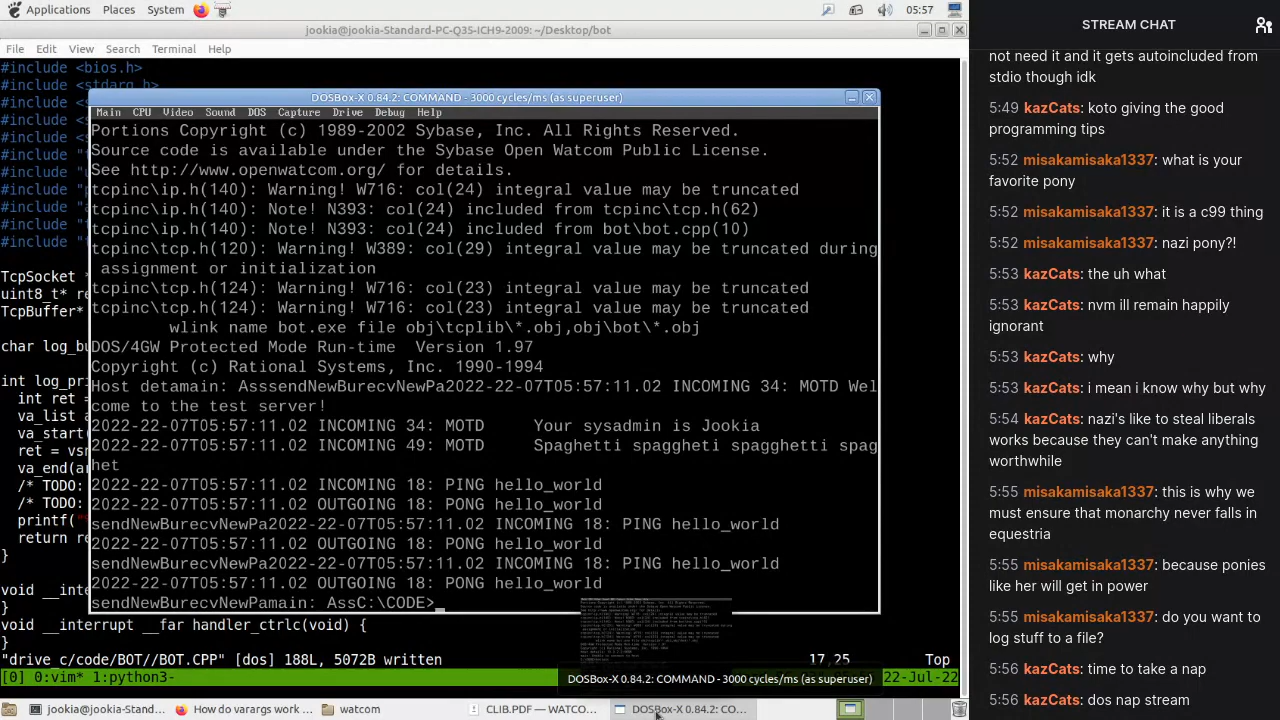 Applications Places System 05:57
jookia@jookia-Standard-PC-Q35-ICH9-2009: ~/Desktop/bot
File Edit View Search Terminal Help
#include <bios.h>
#include <stdarg.h>
DOSBox-X 0.84.2: COMMAND - 3000 cycles/ms (as superuser)
Main CPU Video Sound DOS Capture Drive Debug Help
Portions Copyright (c) 1989-2002 Sybase, Inc. All Rights Reserved.
Source code is available under the Sybase Open Watcom Public License.
See http://www.openwatcom.org/ for details.
tcpinc\ip.h(140): Warning! W716: col(24) integral value may be truncated
tcpinc\ip.h(140): Note! N393: col(24) included from tcpinc\tcp.h(62)
tcpinc\ip.h(140): Note! N393: col(24) included from bot\bot.cpp(10)
tcpinc\tcp.h(120): Warning! W389: col(29) integral value may be truncated during
assignment or initialization
tcpinc\tcp.h(124): Warning! W716: col(23) integral value may be truncated
tcpinc\tcp.h(124): Warning! W716: col(23) integral value may be truncated
wlink name bot.exe file obj\tcplib\*.obj,obj\bot\*.obj
DOS/4GW Protected Mode Run-time Version 1.97
Copyright (c) Rational Systems, Inc. 1990-1994
Host detamain: AsssendNewBurecvNewPa2022-22-07T05:57:11.02 INCOMING 34: MOTD Wel
come to the test server!
2022-22-07T05:57:11.02 INCOMING 34: MOTD Your sysadmin is Jookia
2022-22-07T05:57:11.02 INCOMING 49: MOTD Spaghetti spaggheti spagghetti spag
het
2022-22-07T05:57:11.02 INCOMING 18: PING hello_world
2022-22-07T05:57:11.02 OUTGOING 18: PONG hello_world
sendNewBurecvNewPa2022-22-07T05:57:11.02 INCOMING 18: PING hello_world
2022-22-07T05:57:11.02 OUTGOING 18: PONG hello_world
sendNewBurecvNewPa2022-22-07T05:57:11.02 INCOMING 18: PING hello_world
2022-22-07T05:57:11.02 OUTGOING 18: PONG hello_world
sendNewBurecvNewPamain: AssC:\CODE>
#include
#include
#include
#include
#include
#include
#include
#include
#include
TcpSocket *
uint8_t* re
TcpBuffer*
char log_bu
int log_pri
int ret =
va_list a
va_start(
ret = vsn
va_end(ar
/* TODO:
/* TODO:
printf("
return re
}
void __int
}
void __interrupt __far handler_ctrlc(void) {
}
"drive_c/code/BOT/BOT.CPP" [dos] 188L, written 17,25 Top
[0] 0:vim* 1:python3- 22-Jul-22
DOSBox-X 0.84.2: COMMAND - 3000 cycles/ms (as superuser)
jookia@jookia-Stand... How do varargs work ... watcom CLIB.PDF — WATCO... DOSBox-X 0.84.2: CO...
STREAM CHAT
not need it and it gets autoincluded from
stdio though idk
5:49 kazCats: koto giving the good
programming tips
5:52 misakamisaka1337: what is your
favorite pony
5:52 misakamisaka1337: it is a c99 thing
5:52 misakamisaka1337: nazi pony?!
5:53 kazCats: the uh what
5:53 kazCats: nvm ill remain happily
ignorant
5:53 kazCats: why
5:53 kazCats: i mean i know why but why
5:54 kazCats: nazi's like to steal liberals
works because they can't make anything
worthwhile
5:55 misakamisaka1337: this is why we
must ensure that monarchy never falls in
equestria
5:55 misakamisaka1337: because ponies
like her will get in power
5:55 misakamisaka1337: do you want to
log stuff to a file?
5:56 kazCats: time to take a nap
5:56 kazCats: dos nap stream